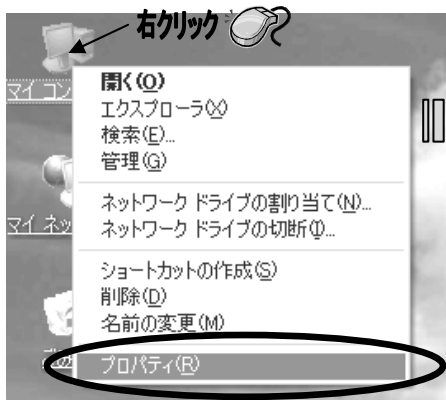 右クリック
マイ コン
開く(O)
エクスプローラ(X)
検索(E)...
管理(G)
マイ ネッ
ネットワーク ドライブの割り当て(N)...
ネットワーク ドライブの切断(I)...
ショートカットの作成(S)
削除(D)
名前の変更(M)
プロパティ(R)